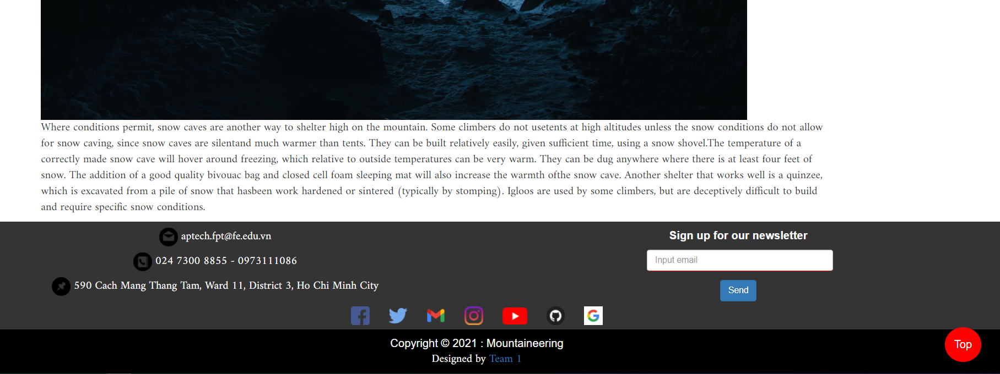 Where conditions permit, snow caves are another way to shelter high on the mountain. Some climbers do not usetents at high altitudes unless the snow conditions do not allow
for snow caving, since snow caves are silentand much warmer than tents. They can be built relatively easily, given sufficient time, using a snow shovel.The temperature of a
correctly made snow cave will hover around freezing, which relative to outside temperatures can be very warm. They can be dug anywhere where there is at least four feet of
snow. The addition of a good quality bivouac bag and closed cell foam sleeping mat will also increase the warmth ofthe snow cave. Another shelter that works well is a quinzee,
which is excavated from a pile of snow that hasbeen work hardened or sintered (typically by stomping). Igloos are used by some climbers, but are deceptively difficult to build
and require specific snow conditions.
aptech.fpt@fe.edu.vn
024 7300 8855 - 0973111086
590 Cach Mang Thang Tam, Ward 11, District 3, Ho Chi Minh City
Sign up for our newsletter
Input email
Send
Copyright © 2021 : Mountaineering
Designed by Team 1
Top